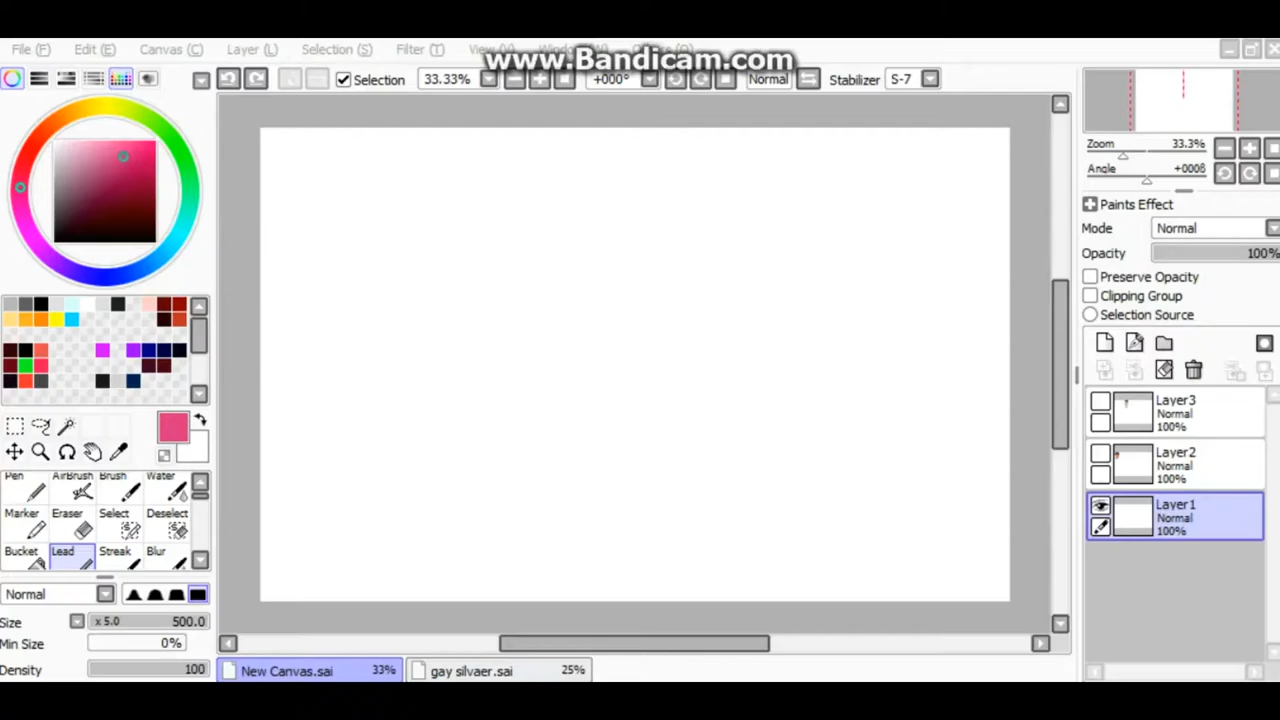 File (F) Edit (E) Canvas (C) Layer (L) Selection (S) Filter (T)
www.Bandicam.com
Selection 33.33% +000° Normal Stabilizer S-7
Zoom 33.3%
Angle
Paints Effect
Mode Normal
Opacity 100%
Preserve Opacity
Clipping Group
Selection Source
Layer3
Normal
100%
Layer2
Normal
100%
Layer1
Normal
100%
Pen AirBrush Brush Water
Marker Eraser Select Deselect
Bucket Lead Streak Blur
Normal
Size x 5.0 500.0
Min Size 0%
Density 100
New Canvas.sai 33% gay silvaer.sai 25%